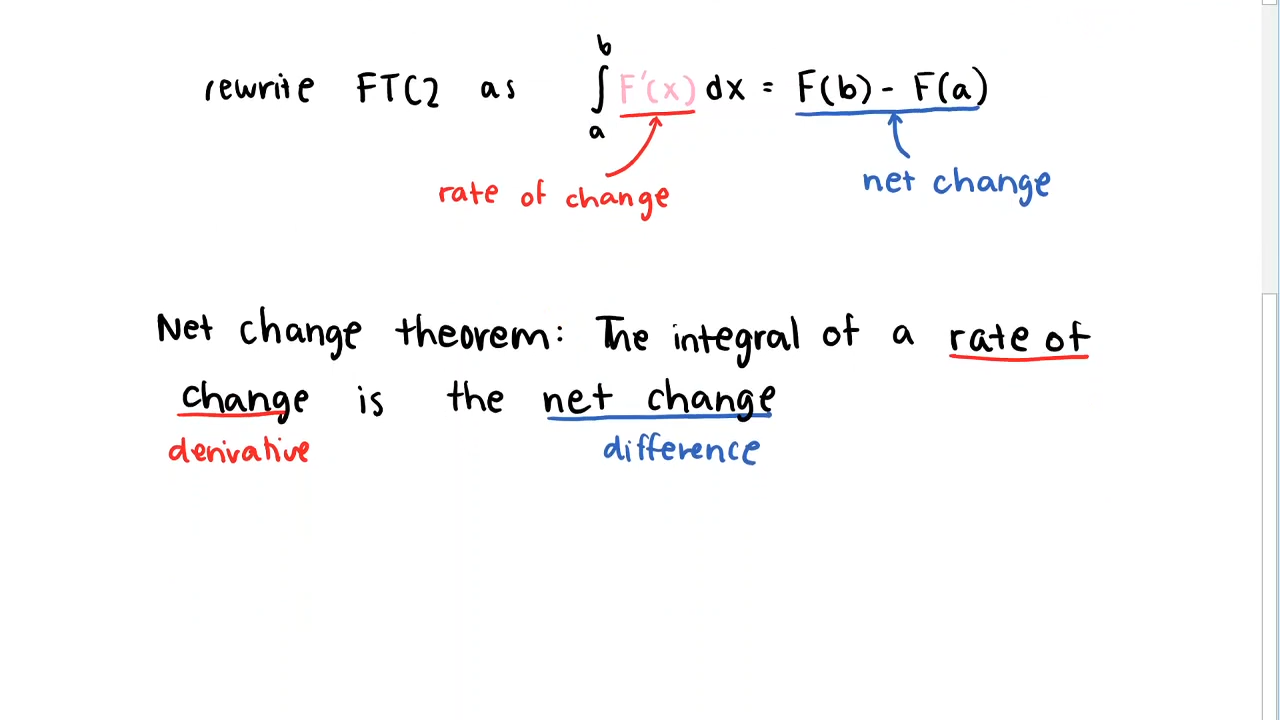 rewrite FTC2 as ∫ₐᵇ F'(x) dx = F(b) - F(a)
rate of change
net change
Net change theorem: The integral of a rate of
change is the net change
derivative difference